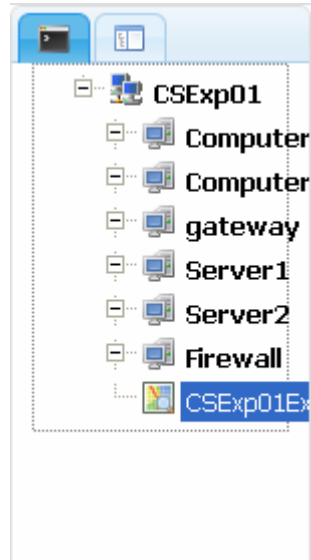 CSExp01
Computer
Computer
gateway
Server1
Server2
Firewall
CSExp01Ex